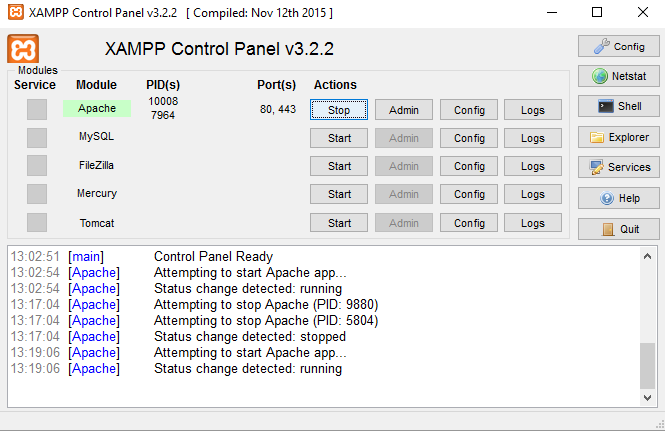 XAMPP Control Panel v3.2.2 [ Compiled: Nov 12th 2015 ]
XAMPP Control Panel v3.2.2
Config
Modules
Service Module PID(s) Port(s) Actions
Netstat
Apache 10008 7964 80, 443 Stop Admin Config Logs
Shell
MySQL Start Admin Config Logs
Explorer
FileZilla Start Admin Config Logs
Services
Mercury Start Admin Config Logs
Help
Tomcat Start Admin Config Logs
Quit
13:02:51 [main] Control Panel Ready
13:02:54 [Apache] Attempting to start Apache app...
13:02:54 [Apache] Status change detected: running
13:17:04 [Apache] Attempting to stop Apache (PID: 9880)
13:17:04 [Apache] Attempting to stop Apache (PID: 5804)
13:17:04 [Apache] Status change detected: stopped
13:19:06 [Apache] Attempting to start Apache app...
13:19:06 [Apache] Status change detected: running